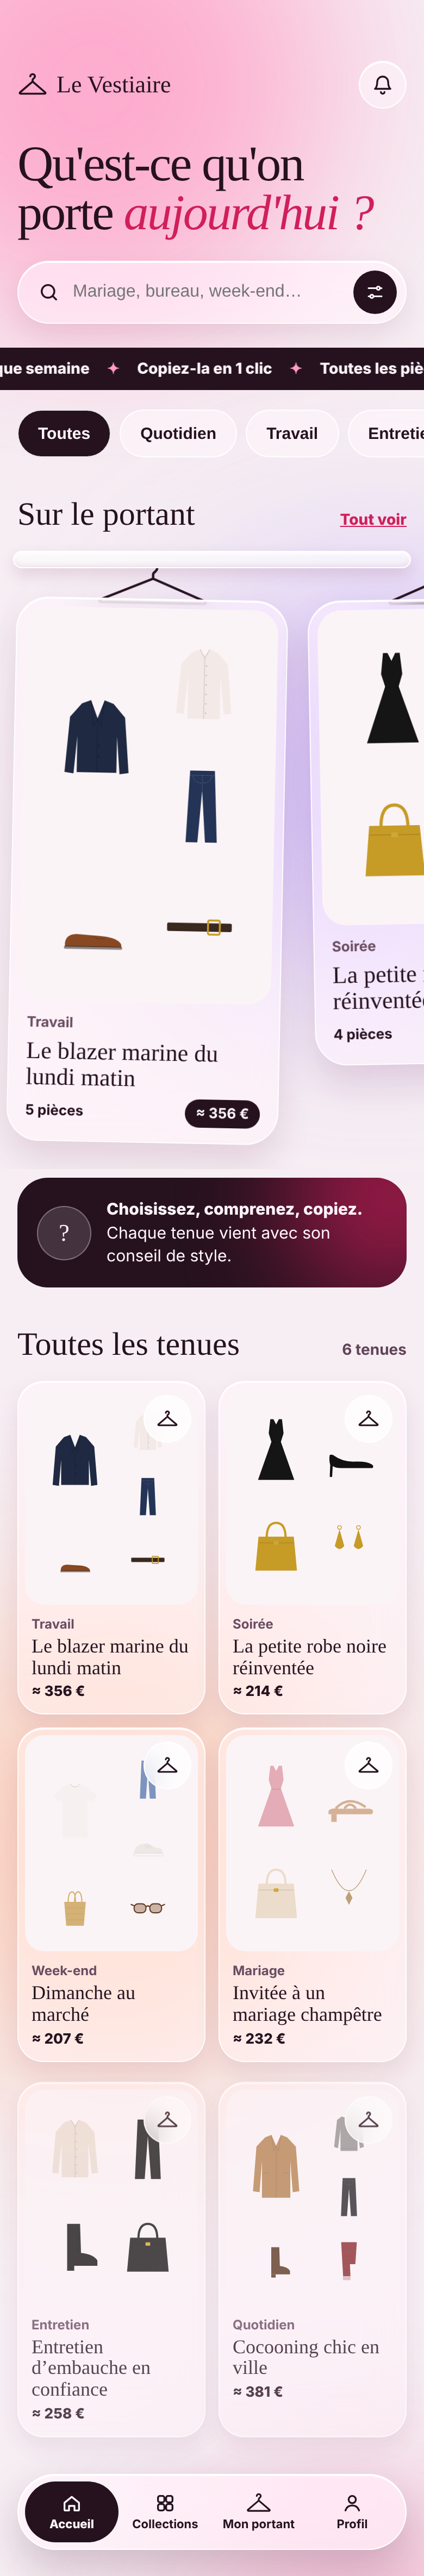 Le Vestiaire
Qu'est-ce qu'on
porte aujourd'hui ?
Mariage, bureau, week-end…
que semaine ✦ Copiez-la en 1 clic ✦ Toutes les piè
Toutes
Quotidien
Travail
Entretie
Sur le portant
Tout voir
Travail
Le blazer marine du
lundi matin
5 pièces
≈ 356 €
Soirée
La petite
réinventé
4 pièces
?
Choisissez, comprenez, copiez.
Chaque tenue vient avec son
conseil de style.
Toutes les tenues
6 tenues
Travail
Le blazer marine du
lundi matin
≈ 356 €
Soirée
La petite robe noire
réinventée
≈ 214 €
Week-end
Dimanche au
marché
≈ 207 €
Mariage
Invitée à un
mariage champêtre
≈ 232 €
Entretien
Entretien
d’embauche en
confiance
≈ 258 €
Quotidien
Cocooning chic en
ville
≈ 381 €
Accueil
Collections
Mon portant
Profil